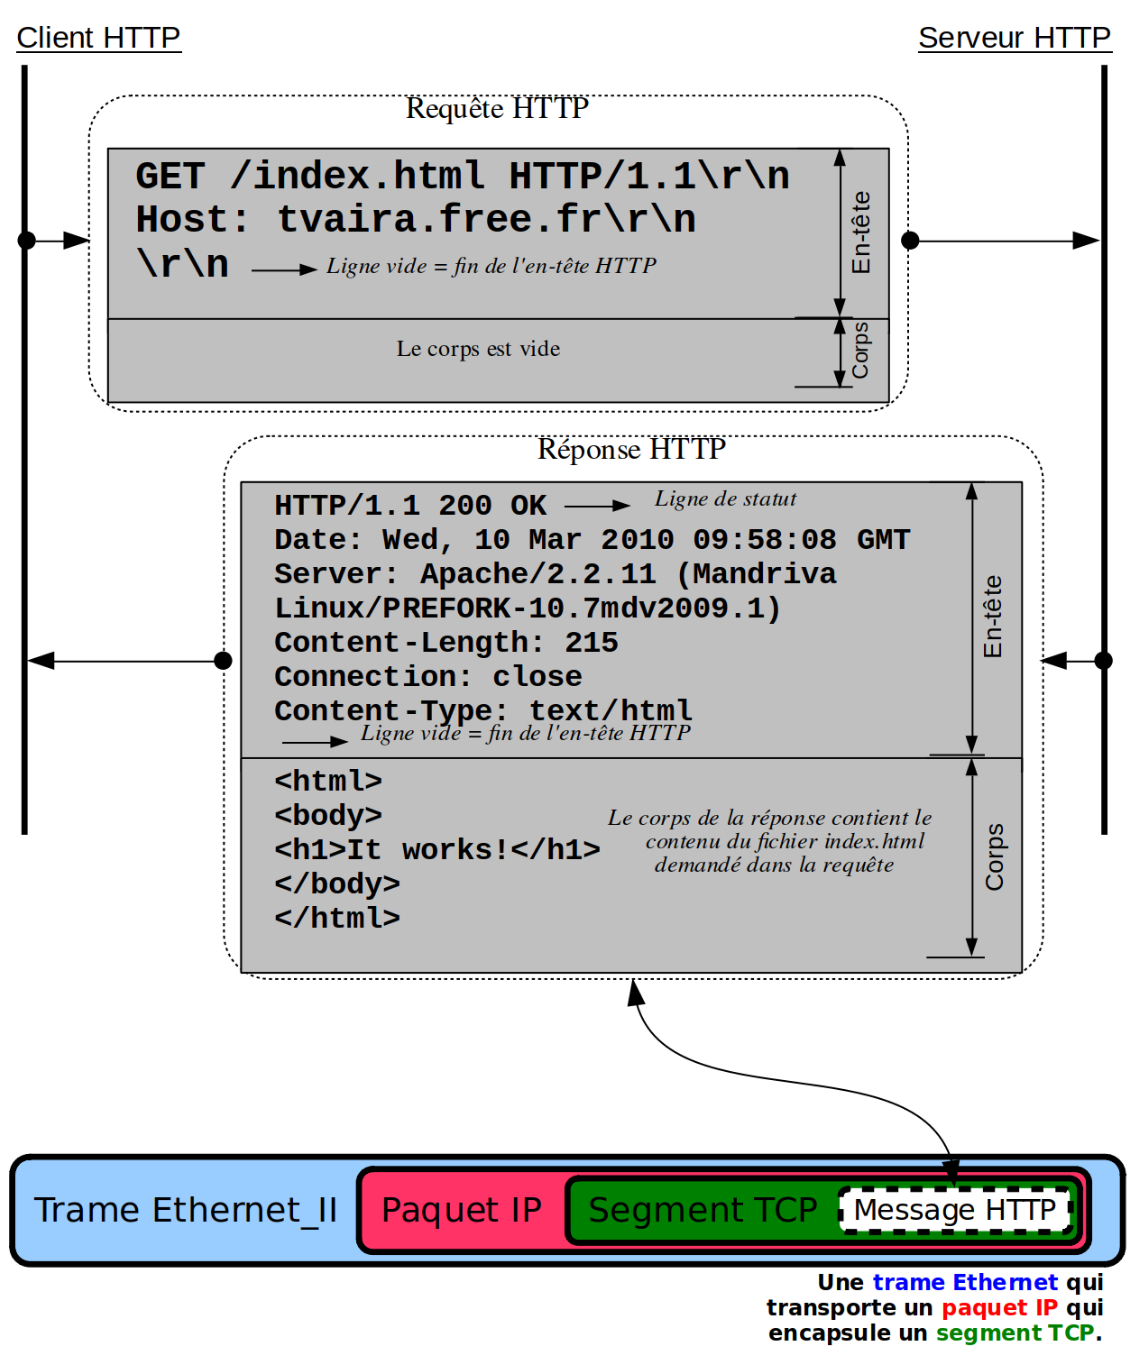 Client HTTP
Serveur HTTP
Requête HTTP
GET /index.html HTTP/1.1\r\n
Host: tvaira.free.fr\r\n
\r\n
Ligne vide = fin de l'en-tête HTTP
En-tête
Le corps est vide
Corps
Réponse HTTP
HTTP/1.1 200 OK
Ligne de statut
Date: Wed, 10 Mar 2010 09:58:08 GMT
Server: Apache/2.2.11 (Mandriva
Linux/PREFORK-10.7mdv2009.1)
Content-Length: 215
Connection: close
Content-Type: text/html
Ligne vide = fin de l'en-tête HTTP
En-tête
<html>
<body>
<h1>It works!</h1>
</body>
</html>
Le corps de la réponse contient le
contenu du fichier index.html
demandé dans la requête
Corps
Trame Ethernet_II
Paquet IP
Segment TCP
Message HTTP
Une trame Ethernet qui
transporte un paquet IP qui
encapsule un segment TCP.